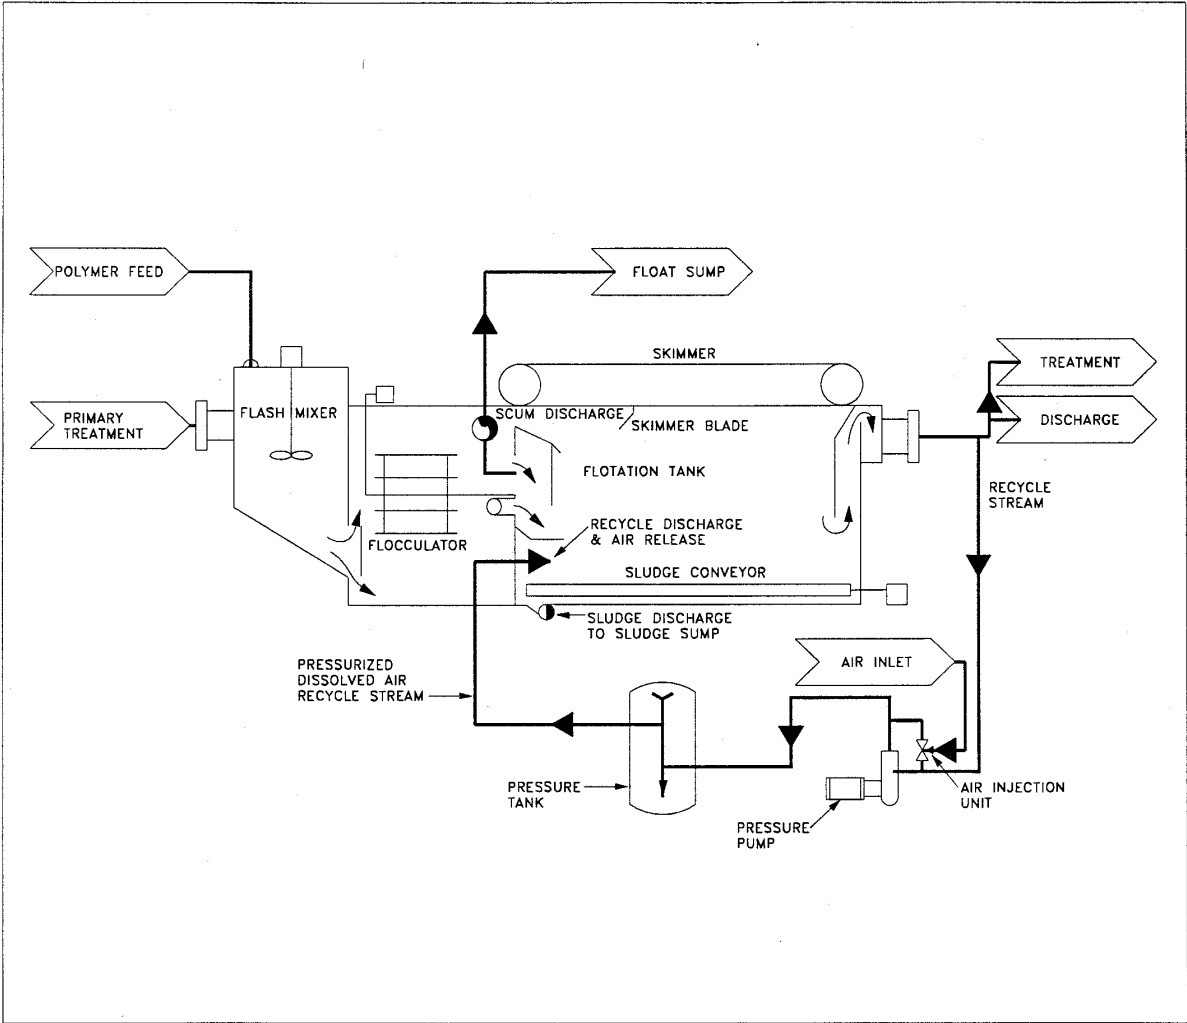 POLYMER FEED
FLOAT SUMP
SKIMMER
TREATMENT
PRIMARY
TREATMENT
FLASH MIXER
SCUM DISCHARGE
SKIMMER BLADE
DISCHARGE
FLOTATION TANK
RECYCLE
STREAM
RECYCLE DISCHARGE
& AIR RELEASE
FLOCCULATOR
SLUDGE CONVEYOR
SLUDGE DISCHARGE
TO SLUDGE SUMP
AIR INLET
PRESSURIZED
DISSOLVED AIR
RECYCLE STREAM
PRESSURE
TANK
AIR INJECTION
UNIT
PRESSURE
PUMP